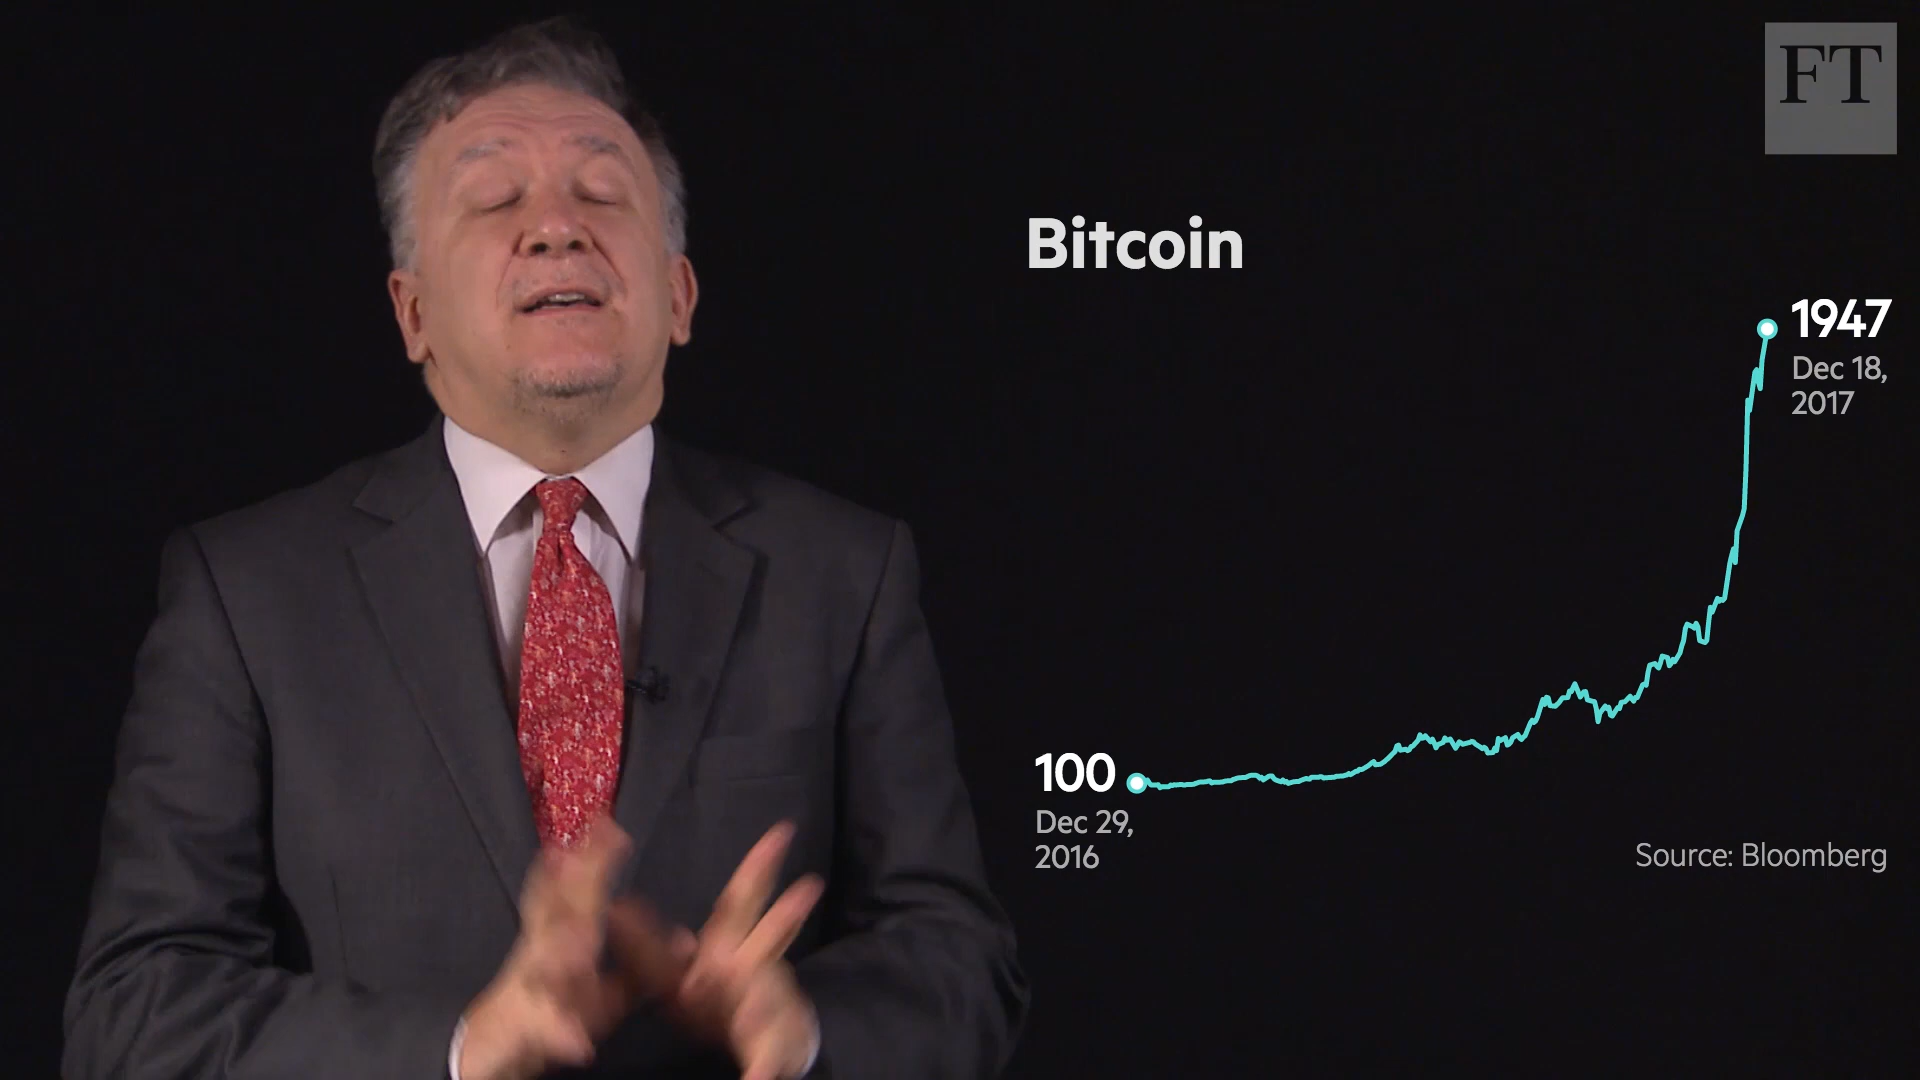 FT
Bitcoin
1947
Dec 18,
2017
100
Dec 29,
2016
Source: Bloomberg